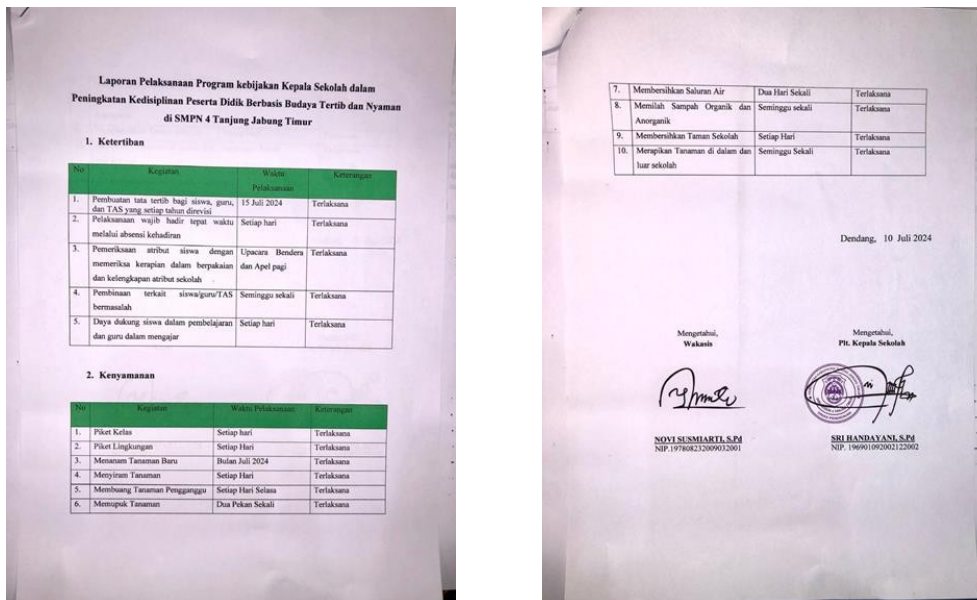 Laporan Pelaksanaan Program kebijakan Kepala Sekolah dalam
Peningkatan Kedisiplinan Peserta Didik Berbasis Budaya Tertib dan Nyaman
di SMPN 4 Tanjung Jabung Timur
1. Ketertiban
No Kegiatan Waktu Pelaksanaan Keterangan
1. Pembuatan tata tertib bagi siswa, guru, 15 Juli 2024 Terlaksana
dan TAS yang setiap tahun direvisi
2. Pelaksanaan wajib hadir tepat waktu Setiap hari Terlaksana
melalui absensi kehadiran
3. Pemeriksaan atribut siswa dengan Upacara Bendera Terlaksana
memeriksa kerapian dalam berpakaian dan Apel pagi
dan kelengkapan atribut sekolah
4. Pembinaan terkait siswa/guru/TAS Seminggu sekali Terlaksana
bermasalah
5. Daya dukung siswa dalam pembelajaran Setiap hari Terlaksana
dan guru dalam mengajar
2. Kenyamanan
No Kegiatan Waktu Pelaksanaan Keterangan
1. Piket Kelas Setiap hari Terlaksana
2. Piket Lingkungan Setiap Hari Terlaksana
3. Menanam Tanaman Baru Bulan Juli 2024 Terlaksana
4. Menyiram Tanaman Setiap Hari Terlaksana
5. Membuang Tanaman Pengganggu Setiap Hari Selasa Terlaksana
6. Memupuk Tanaman Dua Pekan Sekali Terlaksana
7. Membersihkan Saluran Air Dua Hari Sekali Terlaksana
8. Memilah Sampah Organik dan Seminggu sekali Terlaksana
Anorganik
9. Membersihkan Taman Sekolah Setiap Hari Terlaksana
10. Merapikan Tanaman di dalam dan Seminggu Sekali Terlaksana
luar sekolah
Dendang, 10 Juli 2024
Mengetahui,
Wakasis
NOVI SUSMIARTI, S.Pd
NIP.197808232009032001
Mengetahui,
Plt. Kepala Sekolah
SRI HANDAYANI, S.Pd
NIP. 196901092002122002